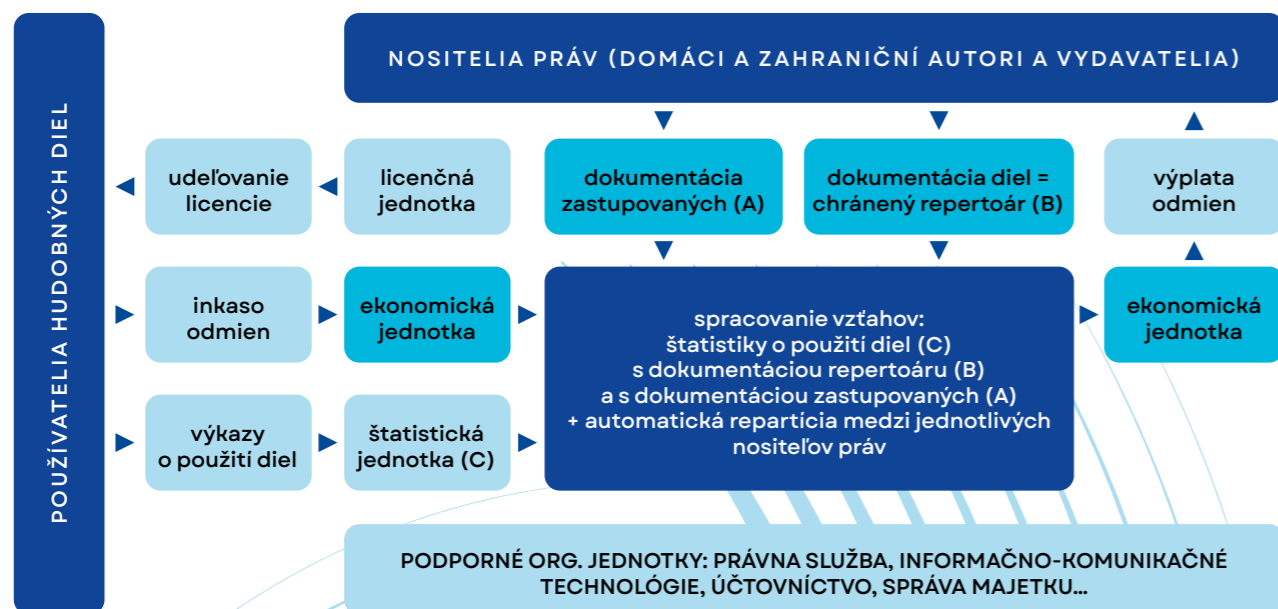 POUŽÍVATELIA HUDOBNÝCH DIEL
NOSITELIA PRÁV (DOMÁCI A ZAHRANIČNÍ AUTORI A VYDAVATELIA)
udeľovanie
licencie
licenčná
jednotka
dokumentácia
zastupovaných (A)
dokumentácia diel =
chránený repertoár (B)
výplata
odmien
inkaso
odmien
ekonomická
jednotka
spracovanie vzťahov:
štatistiky o použití diel (C)
s dokumentáciou repertoáru (B)
a s dokumentáciou zastupovaných (A)
+ automatická repartícia medzi jednotlivých
nositeľov práv
ekonomická
jednotka
výkazy
o použití diel
štatistická
jednotka (C)
PODPORNÉ ORG. JEDNOTKY: PRÁVNA SLUŽBA, INFORMAČNO-KOMUNIKAČNÉ
TECHNOLÓGIE, ÚČTOVNÍCTVO, SPRÁVA MAJETKU...